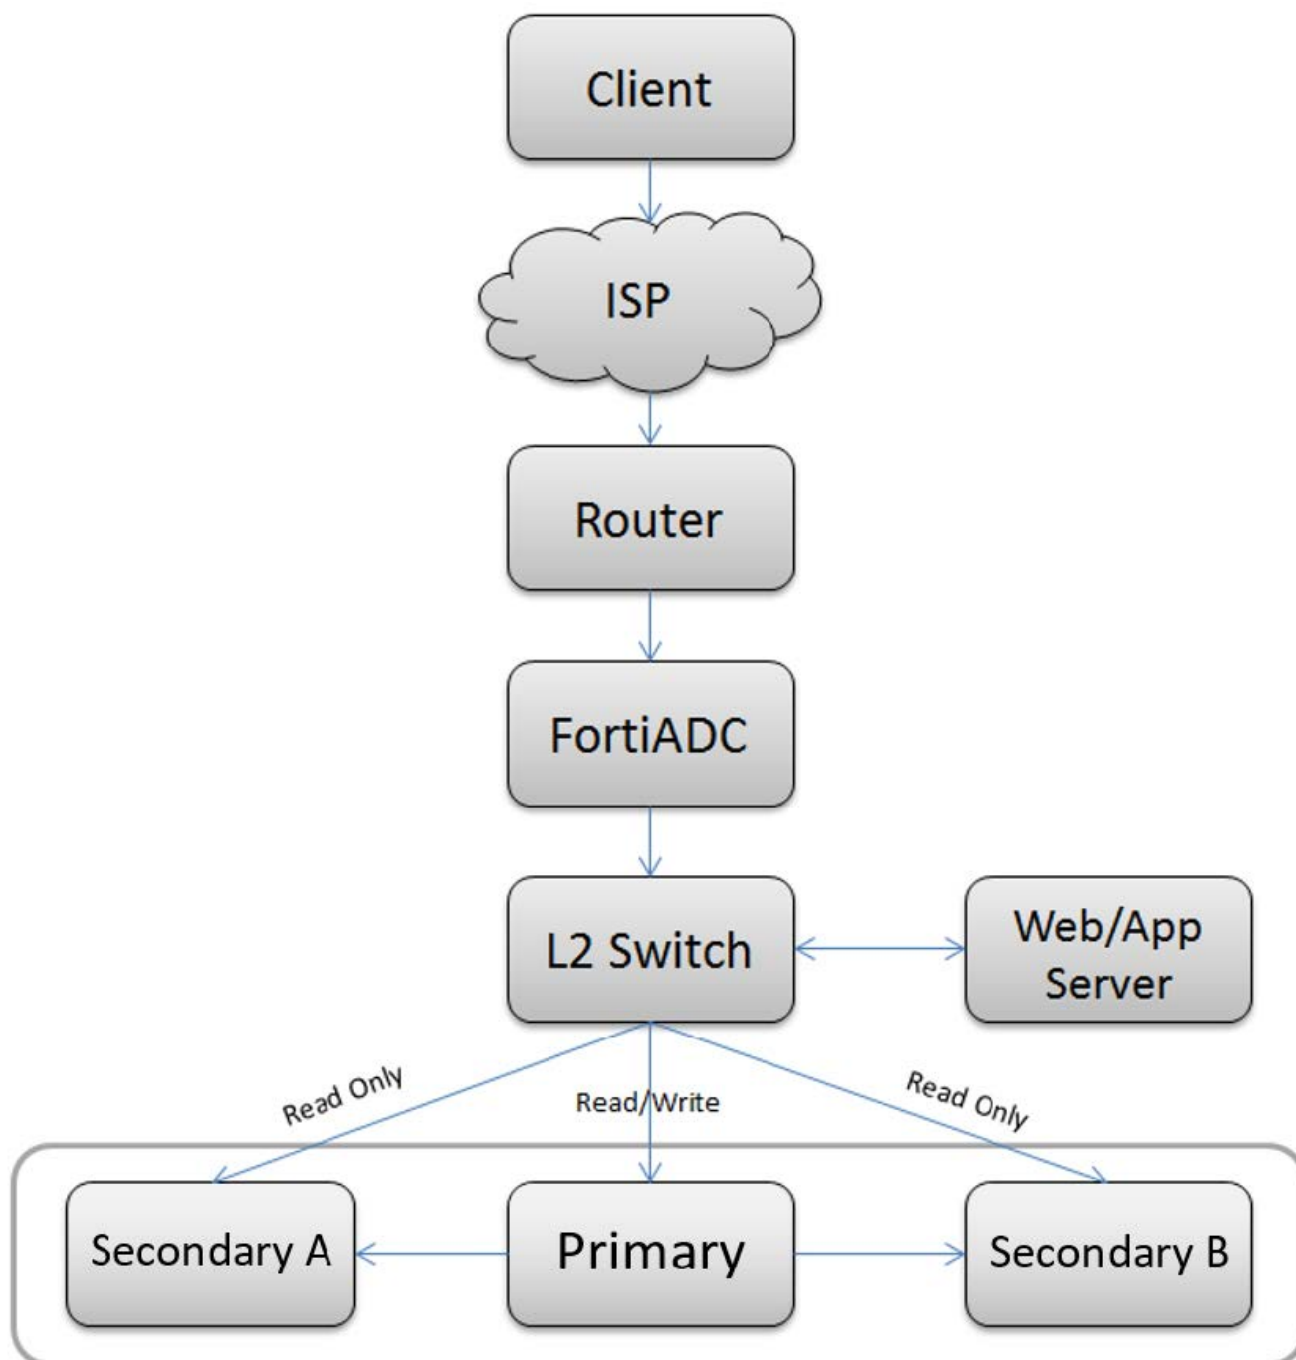 Client
ISP
Router
FortiADC
L2 Switch
Web/App
Server
Read Only
Read/Write
Read Only
Secondary A
Primary
Secondary B